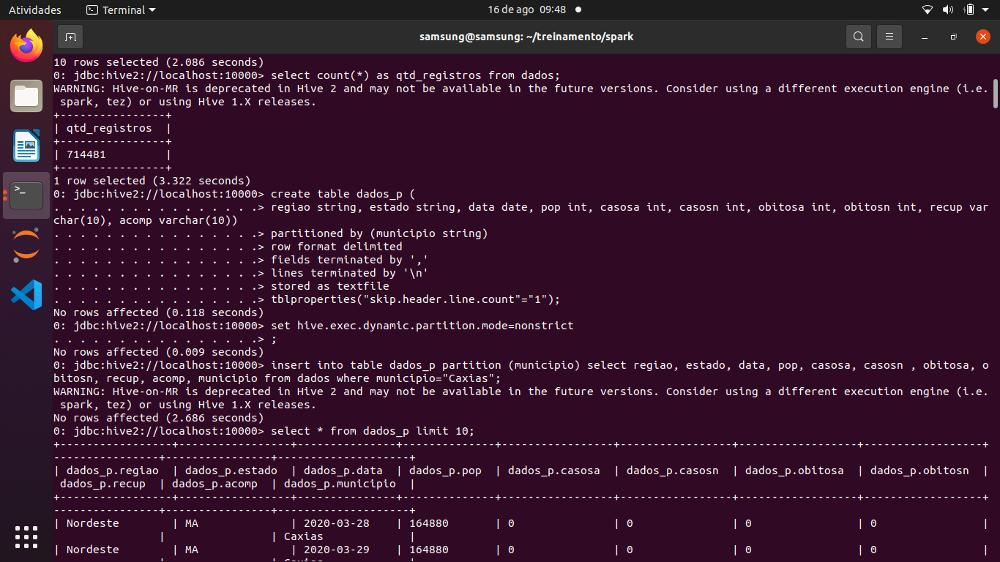 Atividades
Terminal
16 de ago 09:48
samsung@samsung: ~/treinamento/spark
10 rows selected (2.086 seconds)
0: jdbc:hive2://localhost:10000> select count(*) as qtd_registros from dados;
WARNING: Hive-on-MR is deprecated in Hive 2 and may not be available in the future versions. Consider using a different execution engine (i.e.
 spark, tez) or using Hive 1.X releases.
+----------------+
| qtd_registros  |
+----------------+
| 714481         |
+----------------+
1 row selected (3.322 seconds)
0: jdbc:hive2://localhost:10000> create table dados_p (
. . . . . . . . . . . . . . . .> regiao string, estado string, data date, pop int, casosa int, casosn int, obitosa int, obitosn int, recup var
char(10), acomp varchar(10))
. . . . . . . . . . . . . . . .> partitioned by (municipio string)
. . . . . . . . . . . . . . . .> row format delimited
. . . . . . . . . . . . . . . .> fields terminated by ','
. . . . . . . . . . . . . . . .> lines terminated by '\n'
. . . . . . . . . . . . . . . .> stored as textfile
. . . . . . . . . . . . . . . .> tblproperties("skip.header.line.count"="1");
No rows affected (0.118 seconds)
0: jdbc:hive2://localhost:10000> set hive.exec.dynamic.partition.mode=nonstrict
. . . . . . . . . . . . . . . .> ;
No rows affected (0.009 seconds)
0: jdbc:hive2://localhost:10000> insert into table dados_p partition (municipio) select regiao, estado, data, pop, casosa, casosn , obitosa, o
bitosn, recup, acomp, municipio from dados where municipio="Caxias";
WARNING: Hive-on-MR is deprecated in Hive 2 and may not be available in the future versions. Consider using a different execution engine (i.e.
 spark, tez) or using Hive 1.X releases.
No rows affected (2.686 seconds)
0: jdbc:hive2://localhost:10000> select * from dados_p limit 10;
+-----------------+-----------------+---------------+--------------+-----------------+-----------------+------------------+------------------+
----------------+----------------+--------------------+
| dados_p.regiao  | dados_p.estado  | dados_p.data  | dados_p.pop  | dados_p.casosa  | dados_p.casosn  | dados_p.obitosa  | dados_p.obitosn  |
 dados_p.recup  | dados_p.acomp  | dados_p.municipio  |
+-----------------+-----------------+---------------+--------------+-----------------+-----------------+------------------+------------------+
----------------+----------------+--------------------+
| Nordeste        | MA              | 2020-03-28    | 164880       | 0               | 0               | 0                | 0                |
                |                | Caxias             |
| Nordeste        | MA              | 2020-03-29    | 164880       | 0               | 0               | 0                | 0                |